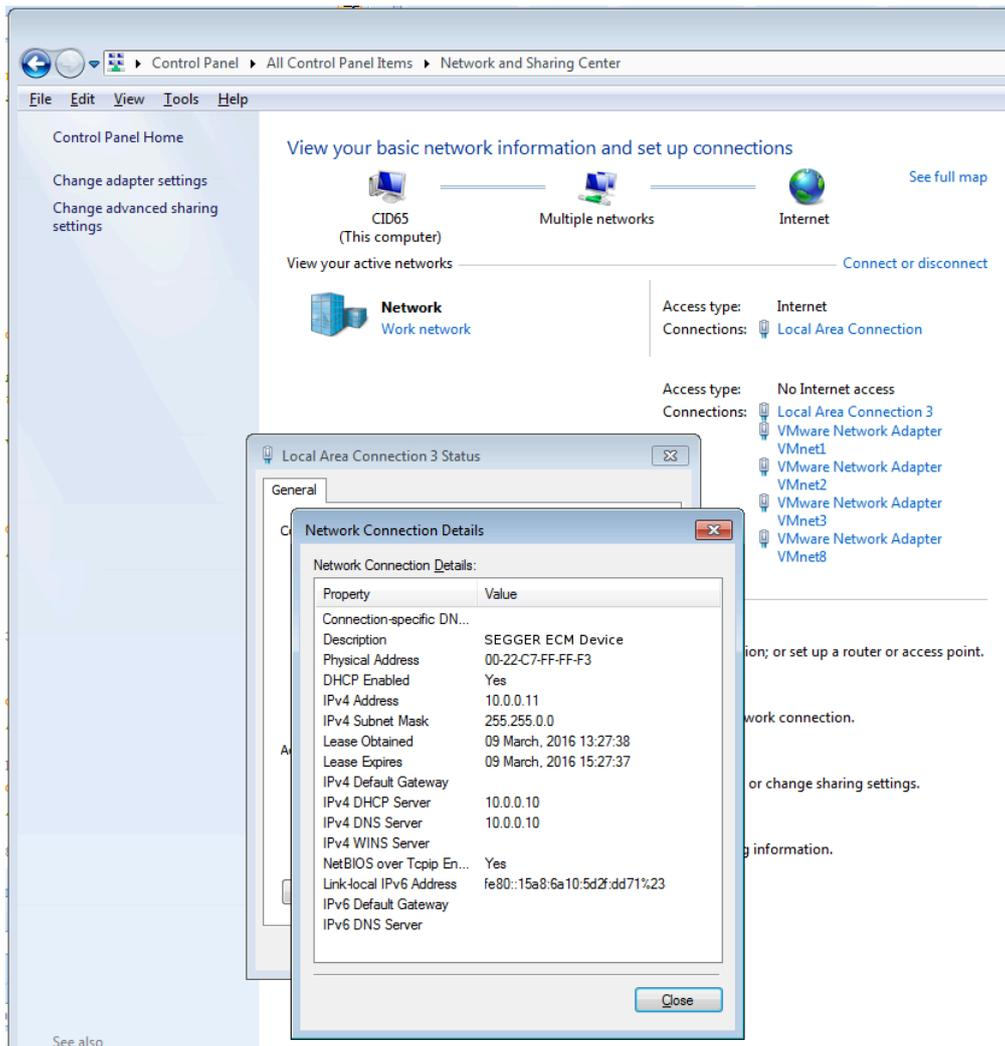 Control Panel ▸ All Control Panel Items ▸ Network and Sharing Center
File Edit View Tools Help
Control Panel Home
Change adapter settings
Change advanced sharing
settings
See also
View your basic network information and set up connections
See full map
CID65
(This computer)
Multiple networks
Internet
View your active networks
Connect or disconnect
Network
Work network
Access type: Internet
Connections: Local Area Connection
Access type: No Internet access
Connections: Local Area Connection 3
VMware Network Adapter
VMnet1
VMware Network Adapter
VMnet2
VMware Network Adapter
VMnet3
VMware Network Adapter
VMnet8
or set up a router or access point.
connection.
or change sharing settings.
information.
Local Area Connection 3 Status
General
Network Connection Details
Network Connection Details:
Property Value
Connection-specific DN...
Description SEGGER ECM Device
Physical Address 00-22-C7-FF-FF-F3
DHCP Enabled Yes
IPv4 Address 10.0.0.11
IPv4 Subnet Mask 255.255.0.0
Lease Obtained 09 March, 2016 13:27:38
Lease Expires 09 March, 2016 15:27:37
IPv4 Default Gateway
IPv4 DHCP Server 10.0.0.10
IPv4 DNS Server 10.0.0.10
IPv4 WINS Server
NetBIOS over Tcpip En... Yes
Link-local IPv6 Address fe80::15a8:6a10:5d2f:dd71%23
IPv6 Default Gateway
IPv6 DNS Server
Close